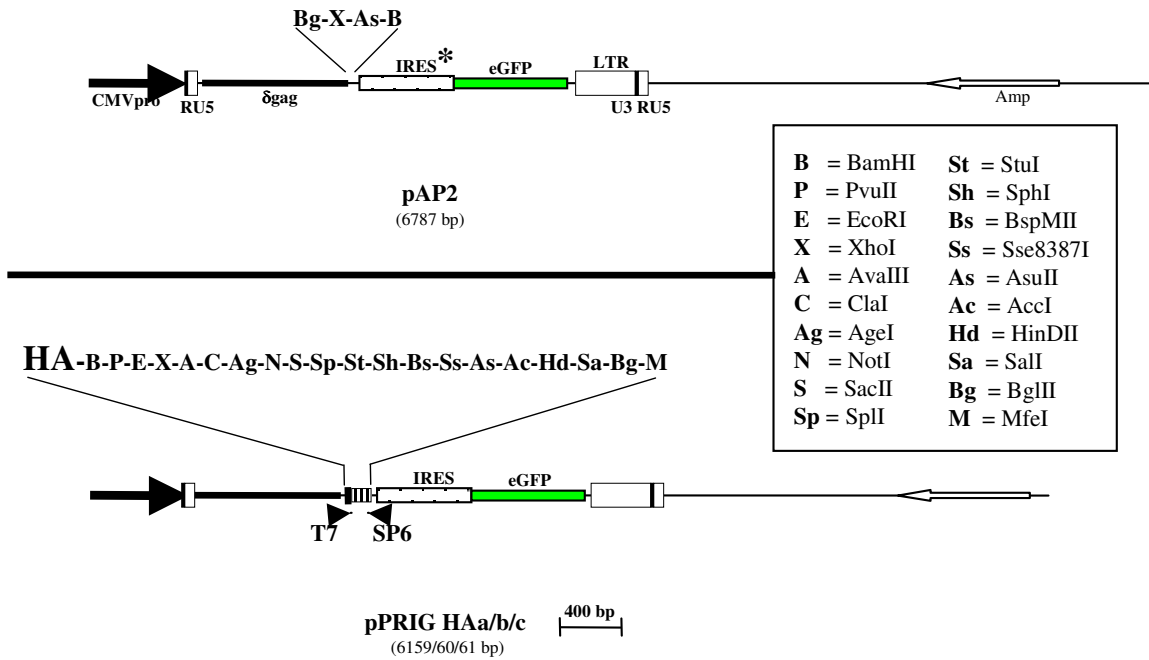 Bg-X-As-B
IRES*
eGFP
LTR
CMVpro
RU5
δgag
U3 RU5
Amp
pAP2
(6787 bp)
B = BamHI
P = PvuII
E = EcoRI
X = XhoI
A = AvaIII
C = ClaI
Ag = AgeI
N = NotI
S = SacII
Sp = SplI
St = StuI
Sh = SphI
Bs = BspMII
Ss = Sse8387I
As = AsuII
Ac = AccI
Hd = HinDII
Sa = SalI
Bg = BglII
M = MfeI
HA-B-P-E-X-A-C-Ag-N-S-Sp-St-Sh-Bs-Ss-As-Ac-Hd-Sa-Bg-M
IRES
eGFP
T7
SP6
pPRIG HAa/b/c
(6159/60/61 bp)
400 bp